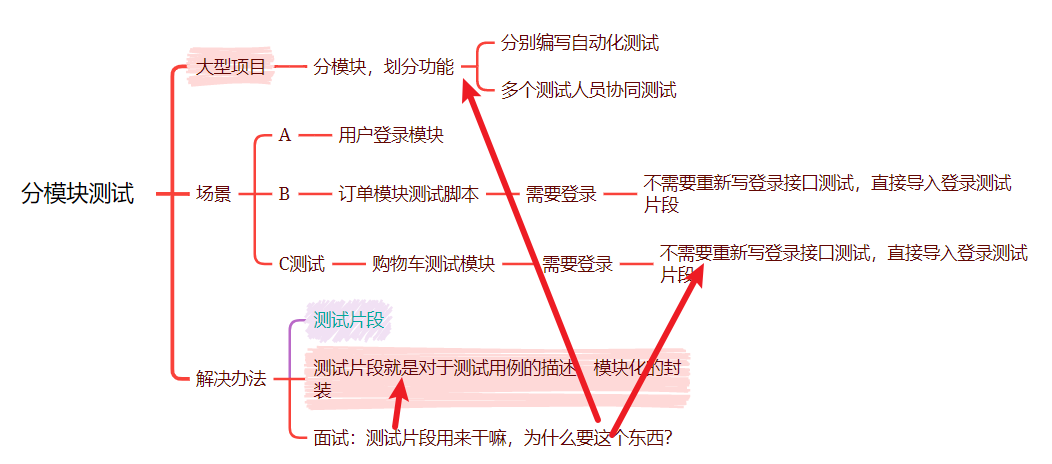 分模块测试
大型项目
分模块，划分功能
分别编写自动化测试
多个测试人员协同测试
场景
A
用户登录模块
B
订单模块测试脚本
需要登录
不需要重新写登录接口测试，直接导入登录测试
片段
C测试
购物车测试模块
需要登录
不需要重新写登录接口测试，直接导入登录测试
片段
解决办法
测试片段
测试片段就是对于测试用例的描述，模块化的封
装
面试：测试片段用来干嘛，为什么要这个东西？